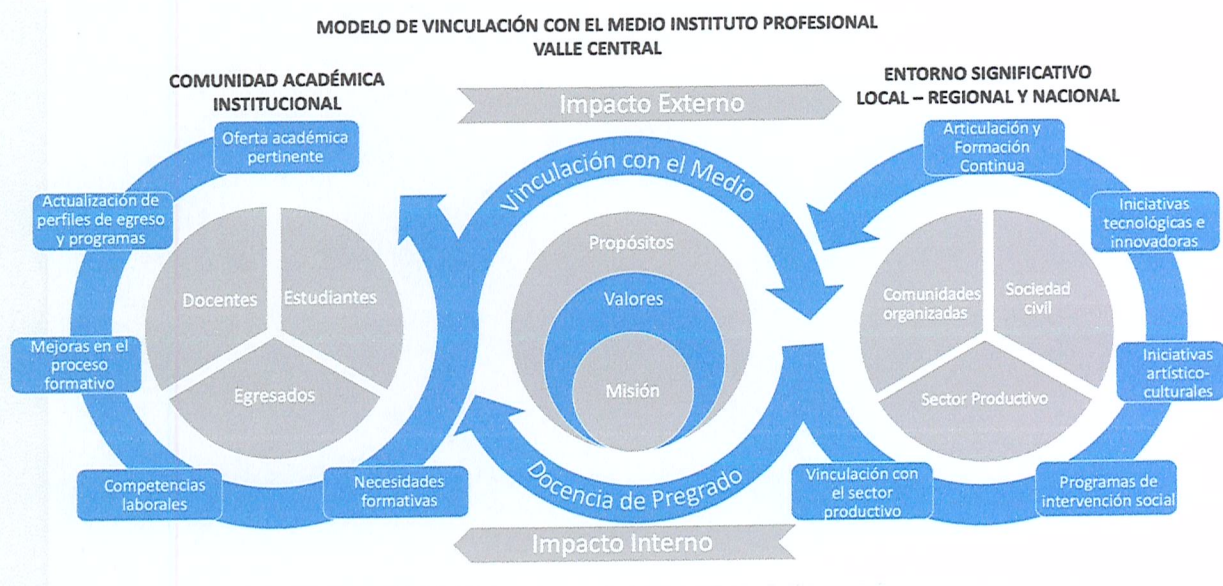 MODELO DE VINCULACIÓN CON EL MEDIO INSTITUTO PROFESIONAL
VALLE CENTRAL
COMUNIDAD ACADÉMICA
INSTITUCIONAL
ENTORNO SIGNIFICATIVO
LOCAL – REGIONAL Y NACIONAL
Impacto Externo
Oferta académica
pertinente
Actualización de
perfiles de egreso
y programas
Mejoras en el
proceso
formativo
Competencias
laborales
Necesidades
formativas
Docentes
Estudiantes
Egresados
Vinculación con el Medio
Propósitos
Valores
Misión
Docencia de Pregrado
Impacto Interno
Articulación y
Formación
Continua
Iniciativas
tecnológicas e
innovadoras
Iniciativas
artístico-
culturales
Programas de
intervención social
Vinculación con
el sector
productivo
Comunidades
organizadas
Sociedad
civil
Sector Productivo